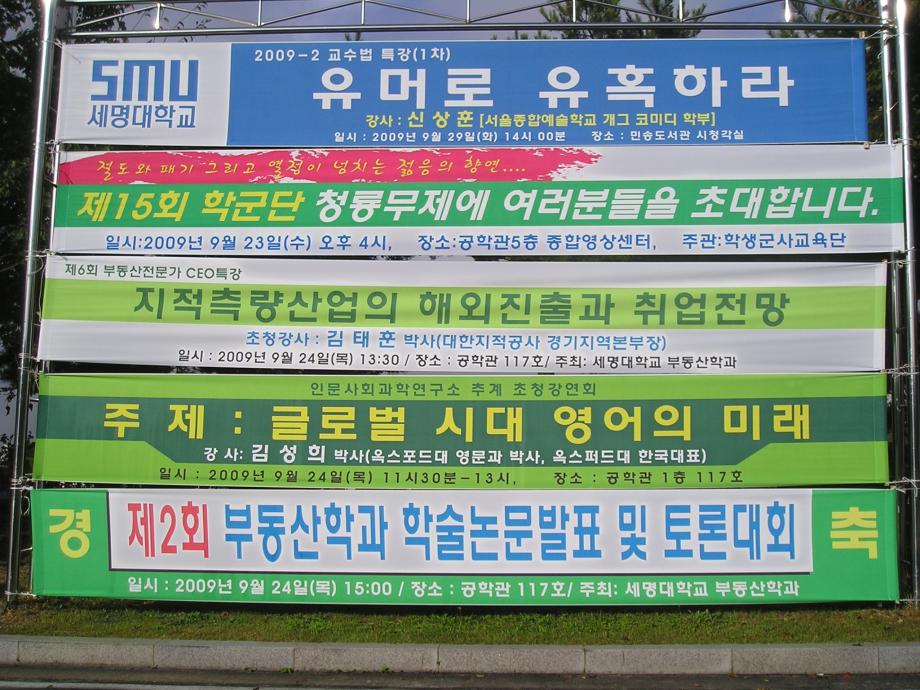 SMU
세명대학교
2009-2 교수법 특강(1차)
유머로 유혹하라
강사 : 신상훈 [서울종합예술학교 개그 코미디 학부]
일시 : 2009년 9월 29일(화) 14시 00분 장소 : 민송도서관 시청각실
절도와 패기 그리고 열정이 넘치는 젊음의 향연....
제15회 학군단 청룡무제에 여러분들을 초대합니다.
일시:2009년 9월 23일(수) 오후 4시, 장소:공학관5층 종합영상센터, 주관:학생군사교육단
제6회 부동산전문가 CEO특강
지적측량산업의 해외진출과 취업전망
초청강사 : 김태훈 박사(대한지적공사 경기지역본부장)
일시 : 2009년 9월 24일(목) 13:30 / 장소 : 공학관 117호/ 주최: 세명대학교 부동산학과
인문사회과학연구소 추계 초청강연회
주제 : 글로벌 시대 영어의 미래
강사: 김성희 박사(옥스포드대 영문과 박사, 옥스퍼드대 한국대표)
일시 : 2009년 9월 24일(목) 11시30분-13시, 장소 : 공학관 1층 117호
경 제2회 부동산학과 학술논문발표 및 토론대회 축
일시 : 2009년 9월 24일(목) 15:00 / 장소 : 공학관 117호/ 주최: 세명대학교 부동산학과